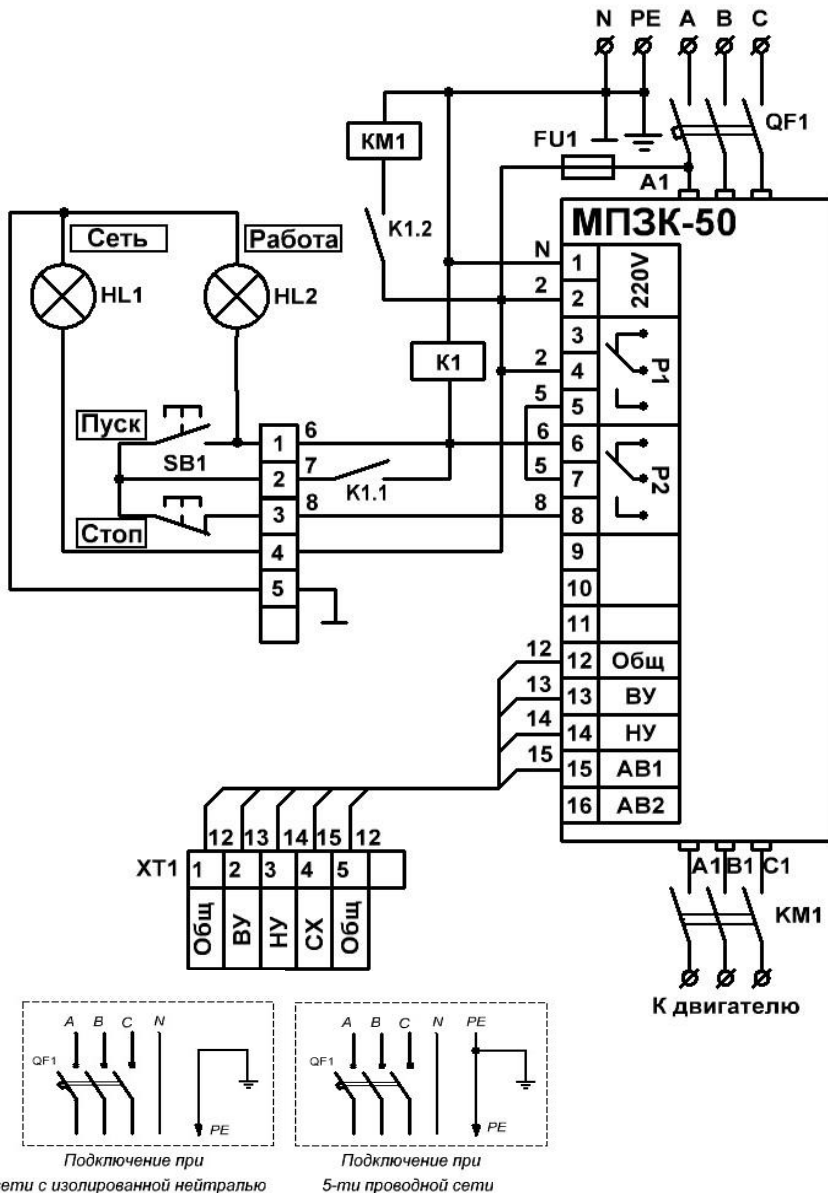 N PE A B C
QF1
FU1
A1
KM1
K1.2
МПЗК-50
Сеть
Работа
HL1
HL2
N 1 220V
2 2
3
2 4 P1
5 5
K1
Пуск
SB1
1 6
6 6
2 7
K1.1
5 7 P2
3 8
8 8
Стоп
4
9
5
10
11
12 12 Общ
13 13 ВУ
14 14 НУ
15 15 АВ1
16 АВ2
12 13 14 15 12
XT1 1 2 3 4 5
Общ ВУ НУ СХ Общ
A1 B1 C1
KM1
К двигателю
A B C N
QF1
PE
A B C N PE
QF1
PE
Подключение при
сети с изолированной нейтралью
Подключение при
5-ти проводной сети